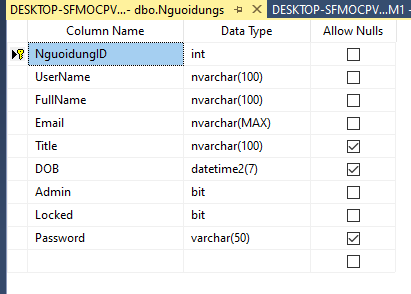 DESKTOP-SFMOCPV...- dbo.Nguoidungs DESKTOP-SFMOCPV...M1
Column Name Data Type Allow Nulls
NguoidungID int
UserName nvarchar(100)
FullName nvarchar(100)
Email nvarchar(MAX)
Title nvarchar(100)
DOB datetime2(7)
Admin bit
Locked bit
Password varchar(50)